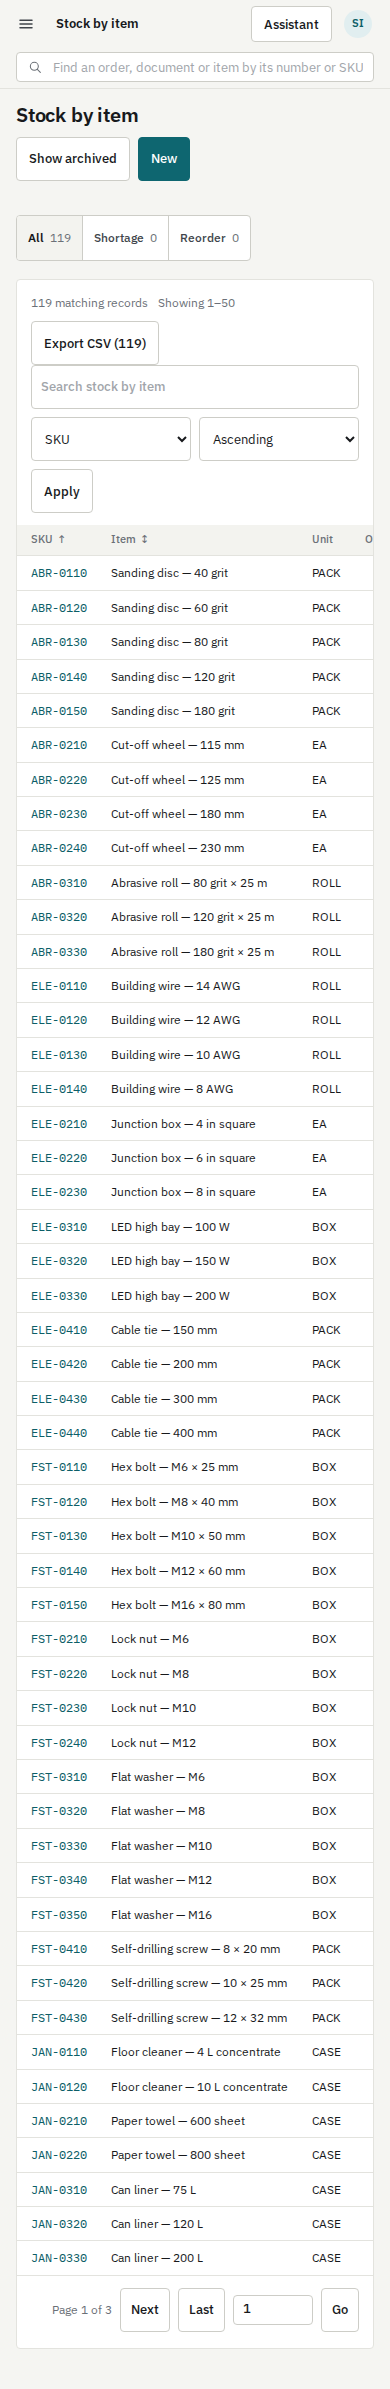 Stock by item
Assistant
SI
Find an order, document or item by its number or SKU
Stock by item
Show archived
New
All 119
Shortage 0
Reorder 0
119 matching records Showing 1–50
Export CSV (119)
Search stock by item
SKU
Ascending
Apply
SKU ↑ Item ↕ Unit O
ABR-0110 Sanding disc — 40 grit PACK
ABR-0120 Sanding disc — 60 grit PACK
ABR-0130 Sanding disc — 80 grit PACK
ABR-0140 Sanding disc — 120 grit PACK
ABR-0150 Sanding disc — 180 grit PACK
ABR-0210 Cut-off wheel — 115 mm EA
ABR-0220 Cut-off wheel — 125 mm EA
ABR-0230 Cut-off wheel — 180 mm EA
ABR-0240 Cut-off wheel — 230 mm EA
ABR-0310 Abrasive roll — 80 grit × 25 m ROLL
ABR-0320 Abrasive roll — 120 grit × 25 m ROLL
ABR-0330 Abrasive roll — 180 grit × 25 m ROLL
ELE-0110 Building wire — 14 AWG ROLL
ELE-0120 Building wire — 12 AWG ROLL
ELE-0130 Building wire — 10 AWG ROLL
ELE-0140 Building wire — 8 AWG ROLL
ELE-0210 Junction box — 4 in square EA
ELE-0220 Junction box — 6 in square EA
ELE-0230 Junction box — 8 in square EA
ELE-0310 LED high bay — 100 W BOX
ELE-0320 LED high bay — 150 W BOX
ELE-0330 LED high bay — 200 W BOX
ELE-0410 Cable tie — 150 mm PACK
ELE-0420 Cable tie — 200 mm PACK
ELE-0430 Cable tie — 300 mm PACK
ELE-0440 Cable tie — 400 mm PACK
FST-0110 Hex bolt — M6 × 25 mm BOX
FST-0120 Hex bolt — M8 × 40 mm BOX
FST-0130 Hex bolt — M10 × 50 mm BOX
FST-0140 Hex bolt — M12 × 60 mm BOX
FST-0150 Hex bolt — M16 × 80 mm BOX
FST-0210 Lock nut — M6 BOX
FST-0220 Lock nut — M8 BOX
FST-0230 Lock nut — M10 BOX
FST-0240 Lock nut — M12 BOX
FST-0310 Flat washer — M6 BOX
FST-0320 Flat washer — M8 BOX
FST-0330 Flat washer — M10 BOX
FST-0340 Flat washer — M12 BOX
FST-0350 Flat washer — M16 BOX
FST-0410 Self-drilling screw — 8 × 20 mm PACK
FST-0420 Self-drilling screw — 10 × 25 mm PACK
FST-0430 Self-drilling screw — 12 × 32 mm PACK
JAN-0110 Floor cleaner — 4 L concentrate CASE
JAN-0120 Floor cleaner — 10 L concentrate CASE
JAN-0210 Paper towel — 600 sheet CASE
JAN-0220 Paper towel — 800 sheet CASE
JAN-0310 Can liner — 75 L CASE
JAN-0320 Can liner — 120 L CASE
JAN-0330 Can liner — 200 L CASE
Page 1 of 3 Next Last 1 Go